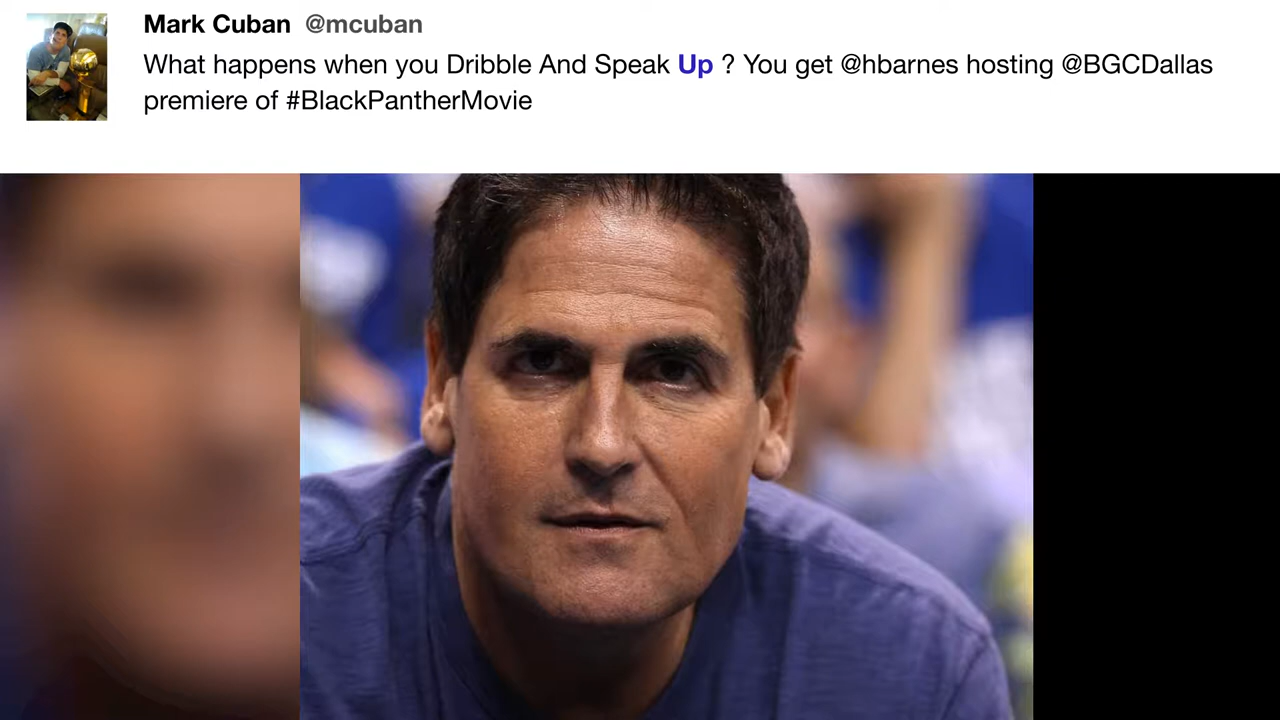 Mark Cuban @mcuban
What happens when you Dribble And Speak Up ? You get @hbarnes hosting @BGCDallas
premiere of #BlackPantherMovie